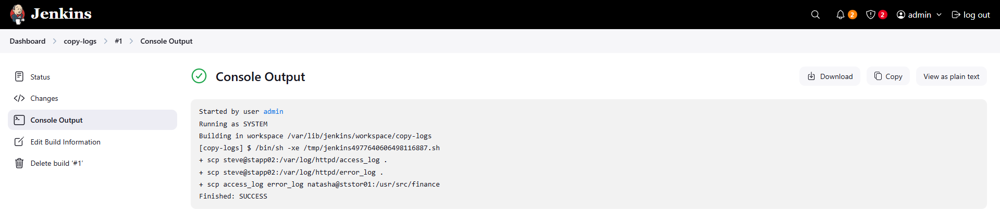 Jenkins
2
2
admin
log out
Dashboard
copy-logs
#1
Console Output
Status
Changes
Console Output
Edit Build Information
Delete build ‘#1’
Console Output
Download
Copy
View as plain text
Started by user admin
Running as SYSTEM
Building in workspace /var/lib/jenkins/workspace/copy-logs
[copy-logs] $ /bin/sh -xe /tmp/jenkins4977640606498116887.sh
+ scp steve@stapp02:/var/log/httpd/access_log .
+ scp steve@stapp02:/var/log/httpd/error_log .
+ scp access_log error_log natasha@ststor01:/usr/src/finance
Finished: SUCCESS